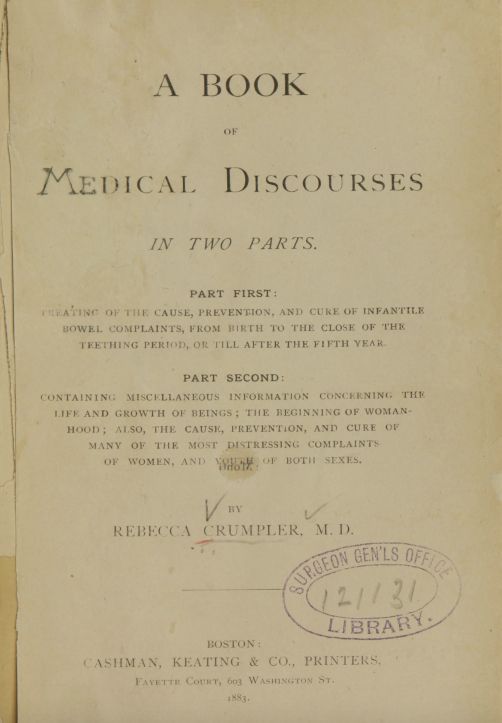 A BOOK
OF
MEDICAL DISCOURSES
IN TWO PARTS.
PART FIRST:
TREATING OF THE CAUSE, PREVENTION, AND CURE OF INFANTILE
BOWEL COMPLAINTS, FROM BIRTH TO THE CLOSE OF THE
TEETHING PERIOD, OR TILL AFTER THE FIFTH YEAR.
PART SECOND:
CONTAINING MISCELLANEOUS INFORMATION CONCERNING THE
LIFE AND GROWTH OF BEINGS; THE BEGINNING OF WOMAN-
HOOD; ALSO, THE CAUSE, PREVENTION, AND CURE OF
MANY OF THE MOST DISTRESSING COMPLAINTS
OF WOMEN, AND YOUTH OF BOTH SEXES.
BY
REBECCA CRUMPLER, M. D.
SURGEON GEN'LS OFFICE
121131
LIBRARY.
BOSTON:
CASHMAN, KEATING & CO., PRINTERS,
FAYETTE COURT, 603 WASHINGTON ST.
1883.